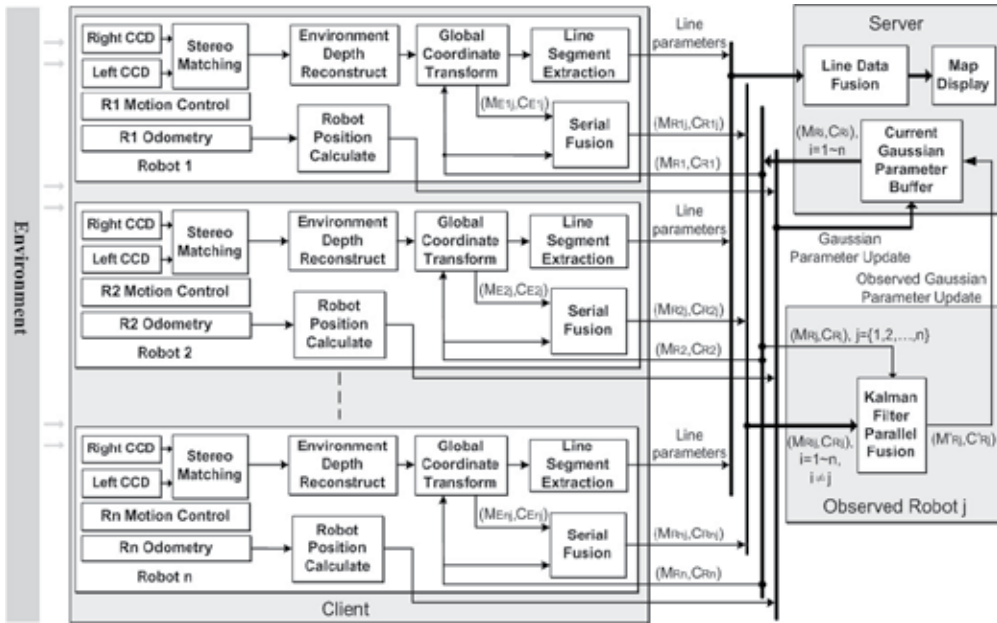 Environment
Right CCD
Left CCD
Stereo
Matching
Environment
Depth
Reconstruct
Global
Coordinate
Transform
Line
Segment
Extraction
Line
parameters
R1 Motion Control
R1 Odometry
Robot 1
Robot
Position
Calculate
(ME1j,CE1j)
Serial
Fusion
(MR1j,CR1j)
(MR1,CR1)
Right CCD
Left CCD
Stereo
Matching
Environment
Depth
Reconstruct
Global
Coordinate
Transform
Line
Segment
Extraction
Line
parameters
R2 Motion Control
R2 Odometry
Robot 2
Robot
Position
Calculate
(ME2j,CE2j)
Serial
Fusion
(MR2j,CR2j)
(MR2,CR2)
Right CCD
Left CCD
Stereo
Matching
Environment
Depth
Reconstruct
Global
Coordinate
Transform
Line
Segment
Extraction
Line
parameters
Rn Motion Control
Rn Odometry
Robot n
Robot
Position
Calculate
(MEnj,CEnj)
Serial
Fusion
(MRnj,CRnj)
(MRn,CRn)
Client
Server
Line Data
Fusion
Map
Display
(MRi,CRi),
i=1~n
Current
Gaussian
Parameter
Buffer
Gaussian
Parameter Update
Observed Gaussian
Parameter Update
(MRj,CRj), j={1,2,...,n}
Kalman
Filter
Parallel
Fusion
(MRij,CRij),
i=1~n,
i≠j
(M'Rj,C'Rj)
Observed Robot j